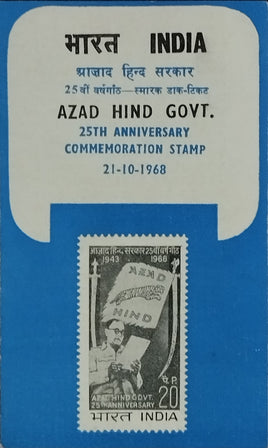 भारत INDIA
आज़ाद हिन्द सरकार
25वीं वर्षगाँठ—स्मारक डाक-टिकट
AZAD HIND GOVT.
25TH ANNIVERSARY
COMMEMORATION STAMP
21-10-1968
आज़ाद हिन्द सरकार 25वीं वर्षगाँठ
1943 1968
AZAD
HIND
पै.P.
20
AZAD HIND GOVT.
25TH ANNIVERSARY
भारत INDIA